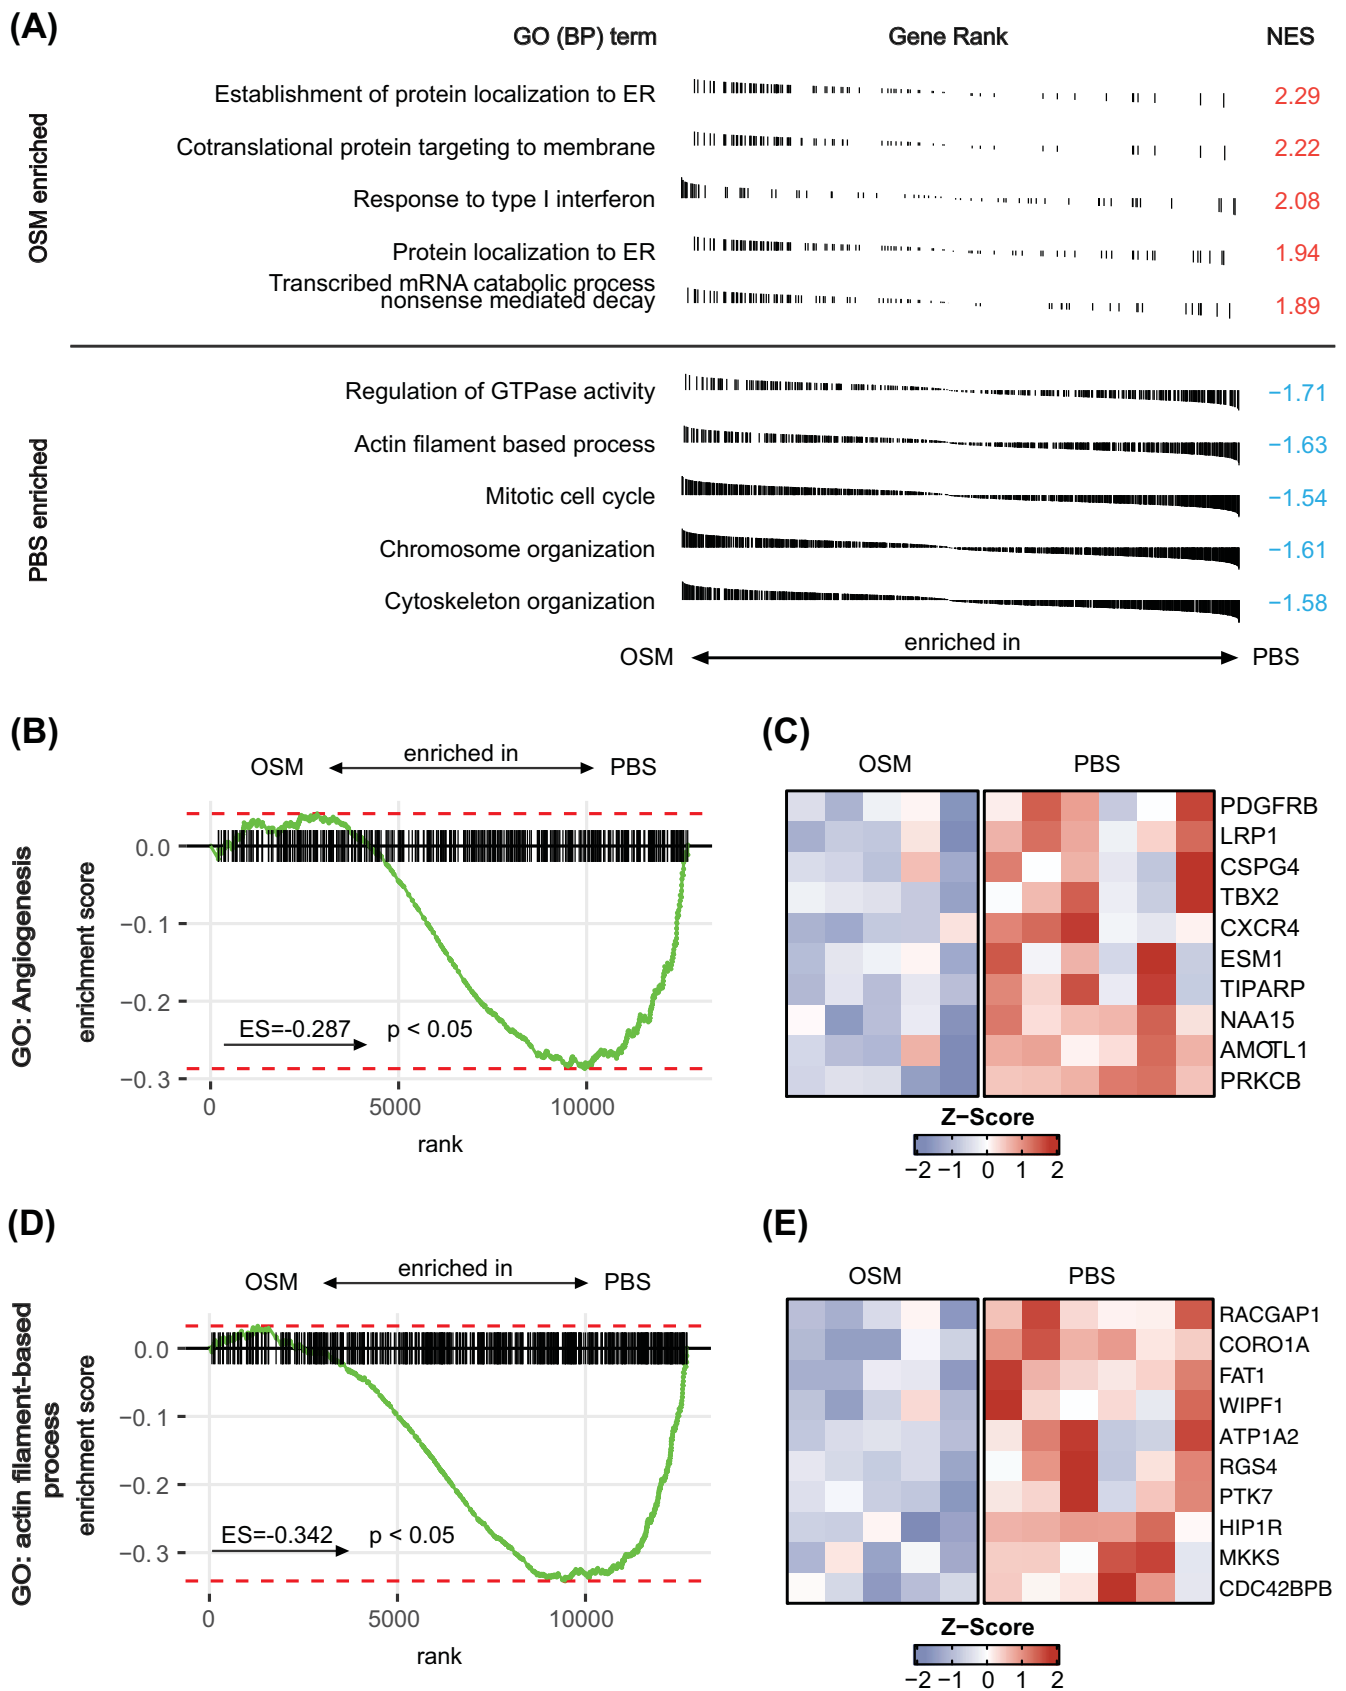 (A)
GO (BP) term Gene Rank NES
OSM enriched
Establishment of protein localization to ER 2.29
Cotranslational protein targeting to membrane 2.22
Response to type I interferon 2.08
Protein localization to ER 1.94
Transcribed mRNA catabolic process
nonsense mediated decay 1.89
PBS enriched
Regulation of GTPase activity −1.71
Actin filament based process −1.63
Mitotic cell cycle −1.54
Chromosome organization −1.61
Cytoskeleton organization −1.58
OSM enriched in PBS
(B)
OSM enriched in PBS
GO: Angiogenesis
enrichment score
0.0
−0.1
−0.2
−0.3
ES=-0.287 p < 0.05
0 5000 10000
rank
(C)
OSM PBS
PDGFRB
LRP1
CSPG4
TBX2
CXCR4
ESM1
TIPARP
NAA15
AMOTL1
PRKCB
Z−Score
−2 −1 0 1 2
(D)
OSM enriched in PBS
GO: actin filament-based
process
enrichment score
0.0
−0.1
−0.2
−0.3
ES=-0.342 p < 0.05
0 5000 10000
rank
(E)
OSM PBS
RACGAP1
CORO1A
FAT1
WIPF1
ATP1A2
RGS4
PTK7
HIP1R
MKKS
CDC42BPB
Z−Score
−2 −1 0 1 2